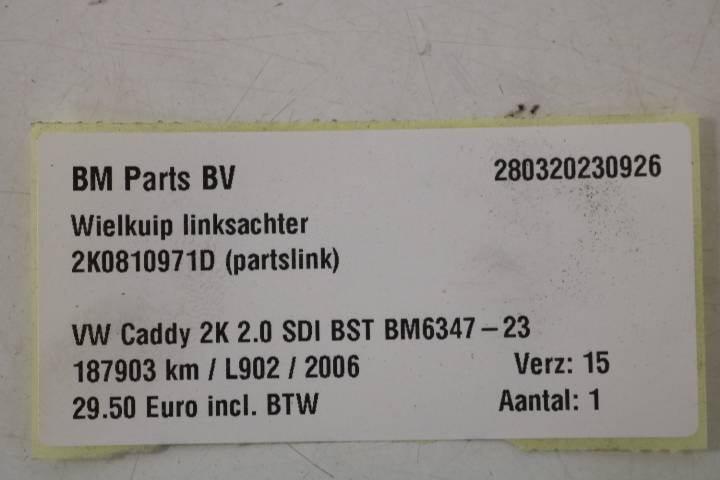 BM Parts BV 280320230926
Wielkuip linksachter
2K0810971D (partslink)
VW Caddy 2K 2.0 SDI BST BM6347-23
187903 km / L902 / 2006 Verz: 15
29.50 Euro incl. BTW Aantal: 1